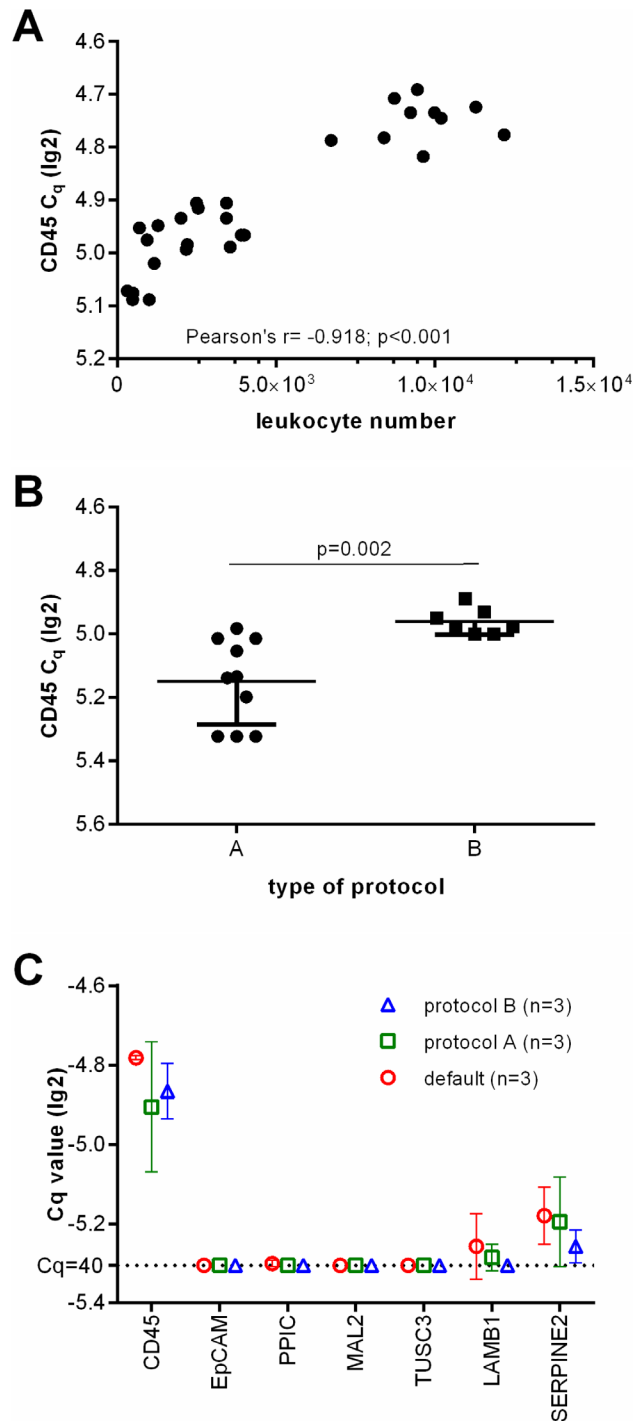 A
4.6
4.7
4.8
4.9
5.0
5.1
5.2
CD45 Cq (lg2)
Pearson's r= -0.918; p<0.001
0 5.0×10³ 1.0×10⁴ 1.5×10⁴
leukocyte number
B
4.6
4.8
5.0
5.2
5.4
5.6
CD45 Cq (lg2)
p=0.002
A B
type of protocol
C
-4.6
-4.8
-5.0
-5.2
Cq=40
-5.4
Cq value (lg2)
protocol B (n=3)
protocol A (n=3)
default (n=3)
CD45
EpCAM
PPIC
MAL2
TUSC3
LAMB1
SERPINE2